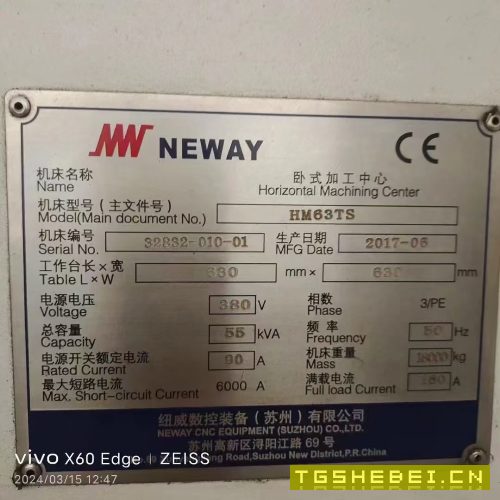 NEWAY CE
机床名称 卧式加工中心
Name Horizontal Machining Center
机床型号(主文件号)
Model(Main document No.) HM63TS
机床编号 32832-010-01 生产日期 2017-06
Serial No. MFG Date
工作台长×宽 630 mm× 630 mm
Table L×W
电源电压 380 V 相数 3/PE
Voltage Phase
总容量 55 kVA 频率 50 Hz
Capacity Frequency
电源开关额定电流 90 A 机床重量 kg
Rated Current Mass
最大短路电流 6000 A 满载电流 A
Max. Short-circuit Current Full load Current
纽威数控装备(苏州)有限公司
NEWAY CNC EQUIPMENT (SUZHOU) CO.,LTD.
苏州高新区浔阳江路69号
Road,Suzhou New District,P.R.China
vivo X60 Edge | ZEISS
2024/03/15 12:47
TGSHEBEI.CN